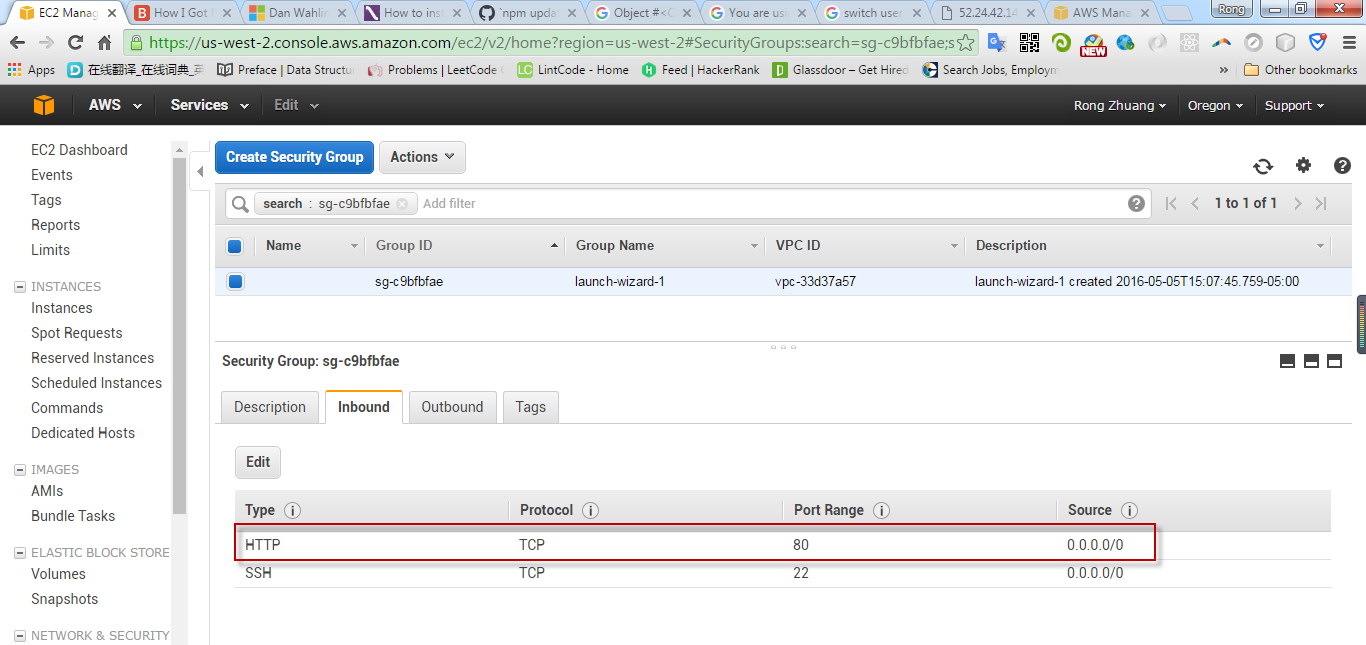 EC2 Manag
How I Got
Dan Wahlin
How to inst
`npm upda
Object #<C
You are usi
switch user
52.24.42.14
AWS Mana
Rong
https://us-west-2.console.aws.amazon.com/ec2/v2/home?region=us-west-2#SecurityGroups:search=sg-c9bfbfae;s
NEW
Apps
在线翻译_在线词典_
Preface | Data Structu
Problems | LeetCode
LC LintCode - Home
Feed | HackerRank
Glassdoor – Get Hired
Search Jobs, Employm
»
Other bookmarks
AWS Services Edit
Rong Zhuang Oregon Support
EC2 Dashboard
Events
Tags
Reports
Limits
INSTANCES
Instances
Spot Requests
Reserved Instances
Scheduled Instances
Commands
Dedicated Hosts
IMAGES
AMIs
Bundle Tasks
ELASTIC BLOCK STORE
Volumes
Snapshots
NETWORK & SECURITY
Create Security Group Actions
search : sg-c9bfbfae Add filter
1 to 1 of 1
Name Group ID Group Name VPC ID Description
sg-c9bfbfae launch-wizard-1 vpc-33d37a57 launch-wizard-1 created 2016-05-05T15:07:45.759-05:00
Security Group: sg-c9bfbfae
Description Inbound Outbound Tags
Edit
Type Protocol Port Range Source
HTTP TCP 80 0.0.0.0/0
SSH TCP 22 0.0.0.0/0